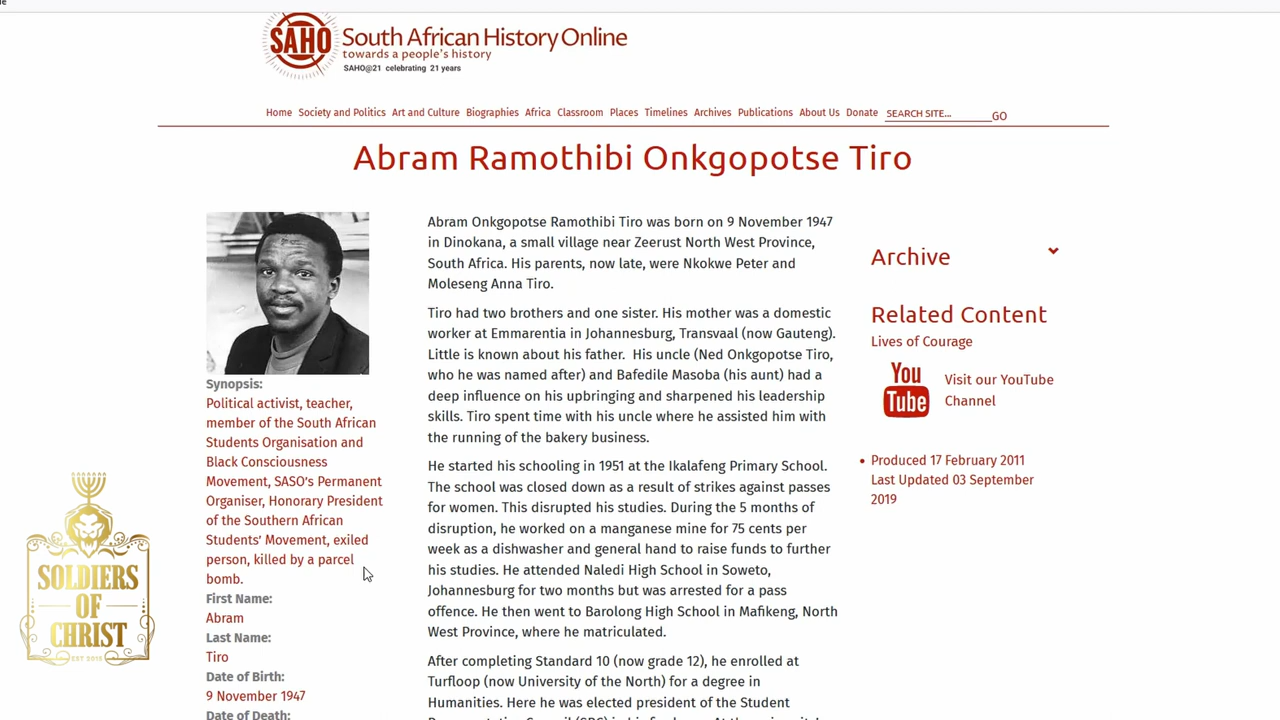 SAHO South African History Online
towards a people's history
SAHO@21 celebrating 21 years
Home Society and Politics Art and Culture Biographies Africa Classroom Places Timelines Archives Publications About Us Donate SEARCH SITE... GO
Abram Ramothibi Onkgopotse Tiro
Synopsis:
Political activist, teacher,
member of the South African
Students Organisation and
Black Consciousness
Movement, SASO's Permanent
Organiser, Honorary President
of the Southern African
Students' Movement, exiled
person, killed by a parcel
bomb.
First Name:
Abram
Last Name:
Tiro
Date of Birth:
9 November 1947
Date of Death:
Abram Onkgopotse Ramothibi Tiro was born on 9 November 1947
in Dinokana, a small village near Zeerust North West Province,
South Africa. His parents, now late, were Nkokwe Peter and
Moleseng Anna Tiro.
Tiro had two brothers and one sister. His mother was a domestic
worker at Emmarentia in Johannesburg, Transvaal (now Gauteng).
Little is known about his father. His uncle (Ned Onkgopotse Tiro,
who he was named after) and Bafedile Masoba (his aunt) had a
deep influence on his upbringing and sharpened his leadership
skills. Tiro spent time with his uncle where he assisted him with
the running of the bakery business.
He started his schooling in 1951 at the Ikalafeng Primary School.
The school was closed down as a result of strikes against passes
for women. This disrupted his studies. During the 5 months of
disruption, he worked on a manganese mine for 75 cents per
week as a dishwasher and general hand to raise funds to further
his studies. He attended Naledi High School in Soweto,
Johannesburg for two months but was arrested for a pass
offence. He then went to Barolong High School in Mafikeng, North
West Province, where he matriculated.
After completing Standard 10 (now grade 12), he enrolled at
Turfloop (now University of the North) for a degree in
Humanities. Here he was elected president of the Student
Archive
Related Content
Lives of Courage
You Tube
Visit our YouTube
Channel
• Produced 17 February 2011
Last Updated 03 September
2019
SOLDIERS
OF
CHRIST
EST 2015